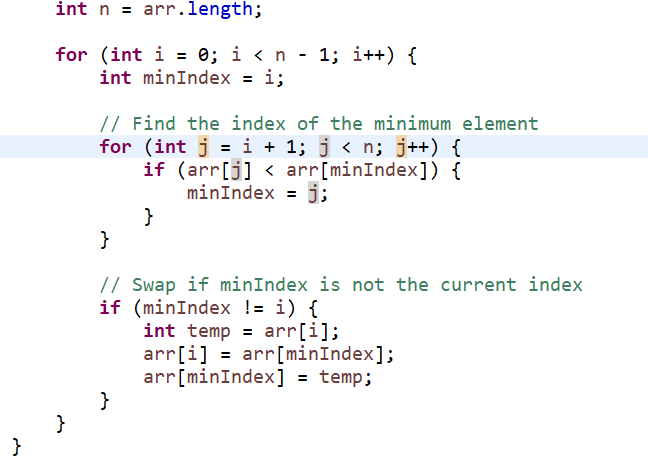 int n = arr.length;

    for (int i = 0; i < n - 1; i++) {
        int minIndex = i;

        // Find the index of the minimum element
        for (int j = i + 1; j < n; j++) {
            if (arr[j] < arr[minIndex]) {
                minIndex = j;
            }
        }

        // Swap if minIndex is not the current index
        if (minIndex != i) {
            int temp = arr[i];
            arr[i] = arr[minIndex];
            arr[minIndex] = temp;
        }
    }
}